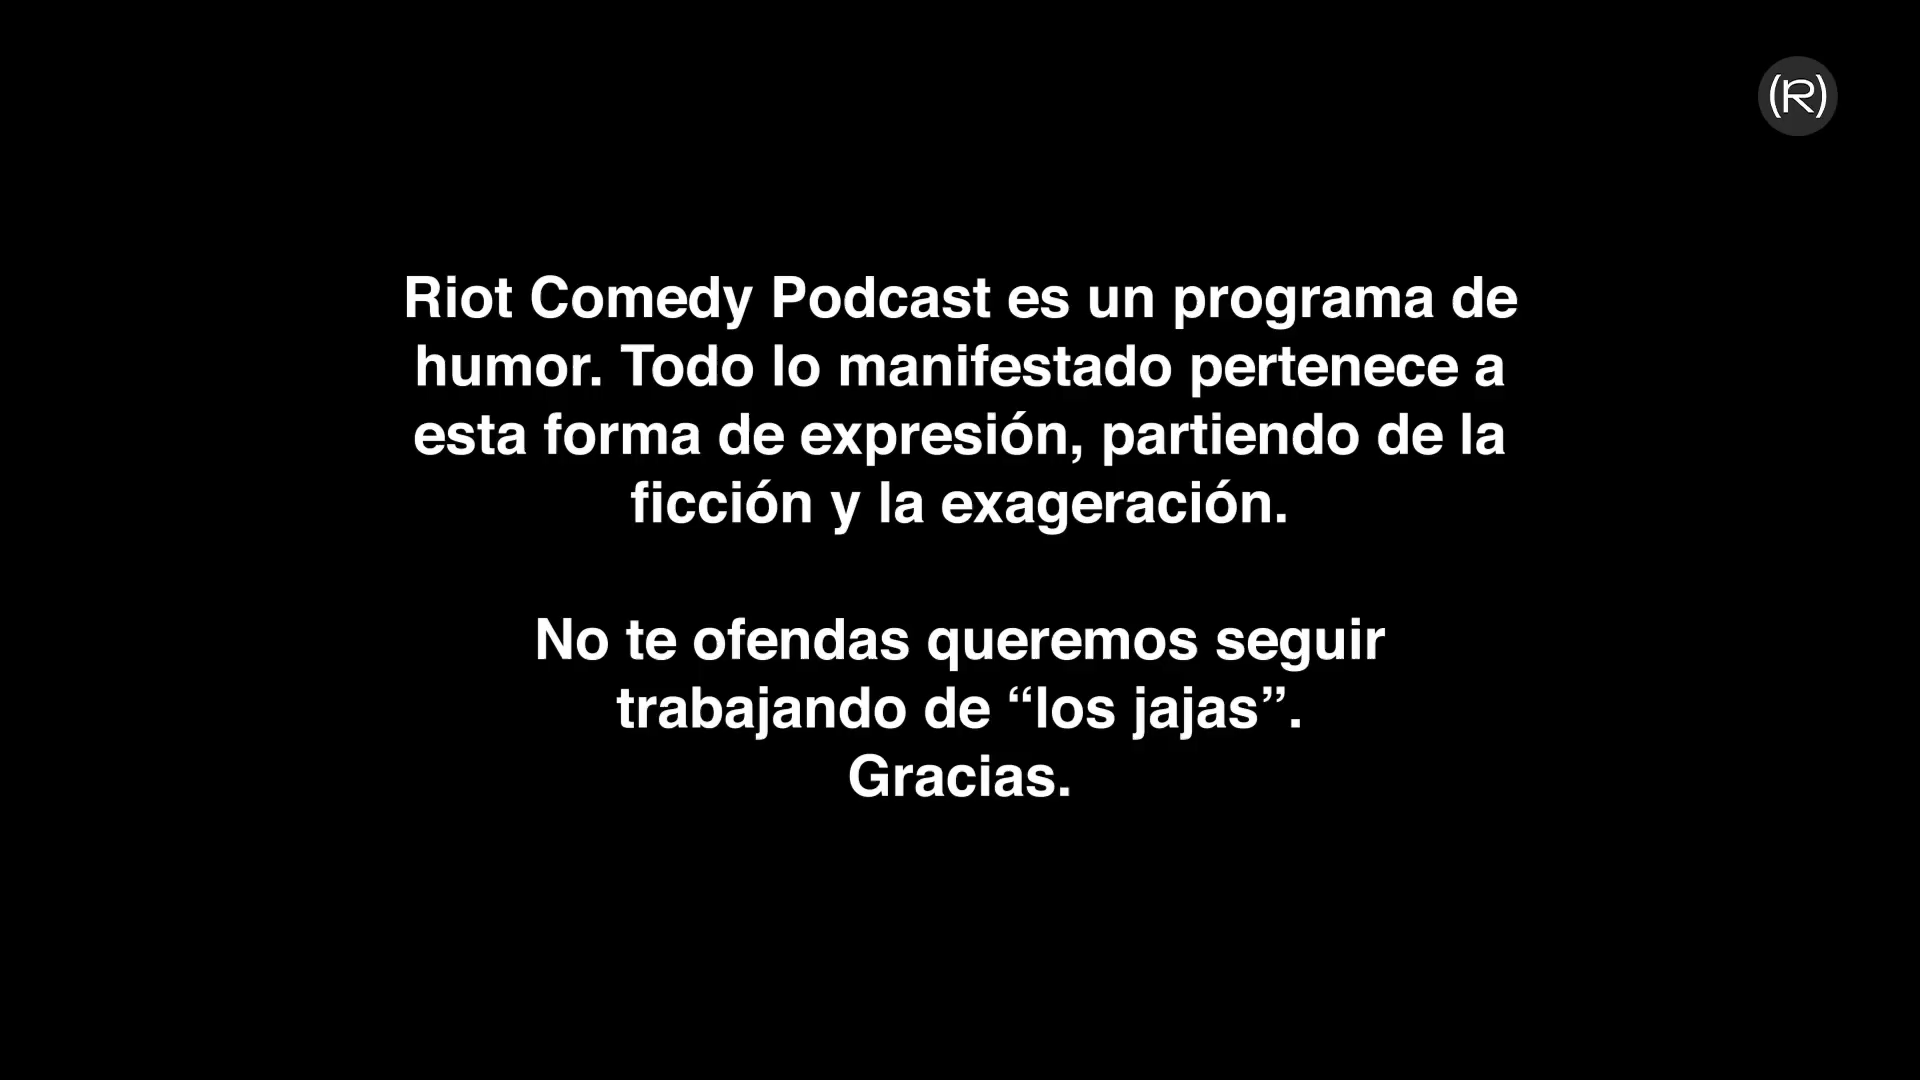 (R)
Riot Comedy Podcast es un programa de
humor. Todo lo manifestado pertenece a
esta forma de expresión, partiendo de la
ficción y la exageración.
No te ofendas queremos seguir
trabajando de “los jajas”.
Gracias.